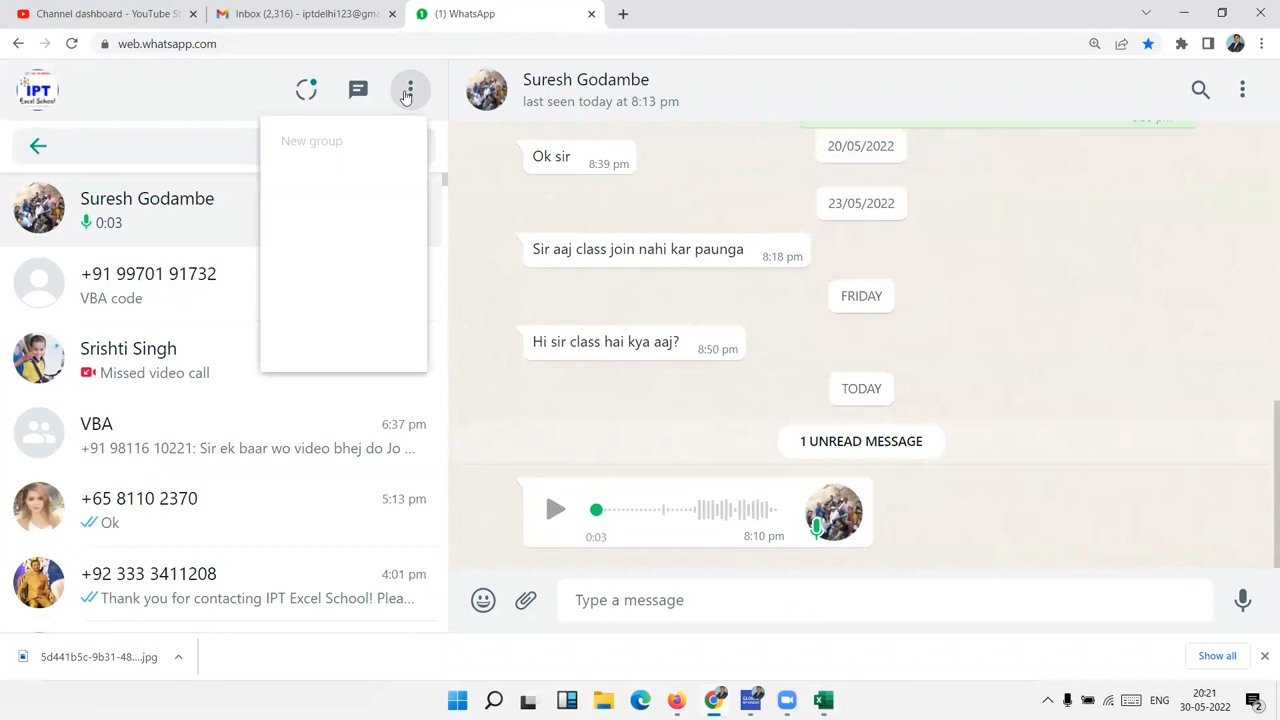 Channel dashboard - YouTube St
Inbox (2,316) - iptdelhi123@gm
(1) WhatsApp
web.whatsapp.com
IPT
Excel School
Suresh Godambe
last seen today at 8:13 pm
New group
Suresh Godambe
0:03
+91 99701 91732
VBA code
Srishti Singh
Missed video call
VBA
6:37 pm
+91 98116 10221: Sir ek baar wo video bhej do Jo ...
+65 8110 2370
5:13 pm
Ok
+92 333 3411208
4:01 pm
Thank you for contacting IPT Excel School! Plea...
20/05/2022
Ok sir
8:39 pm
23/05/2022
Sir aaj class join nahi kar paunga
8:18 pm
FRIDAY
Hi sir class hai kya aaj?
8:50 pm
TODAY
1 UNREAD MESSAGE
0:03
8:10 pm
Type a message
5d441b5c-9b31-48....jpg
Show all
ENG
20:21
30-05-2022
2